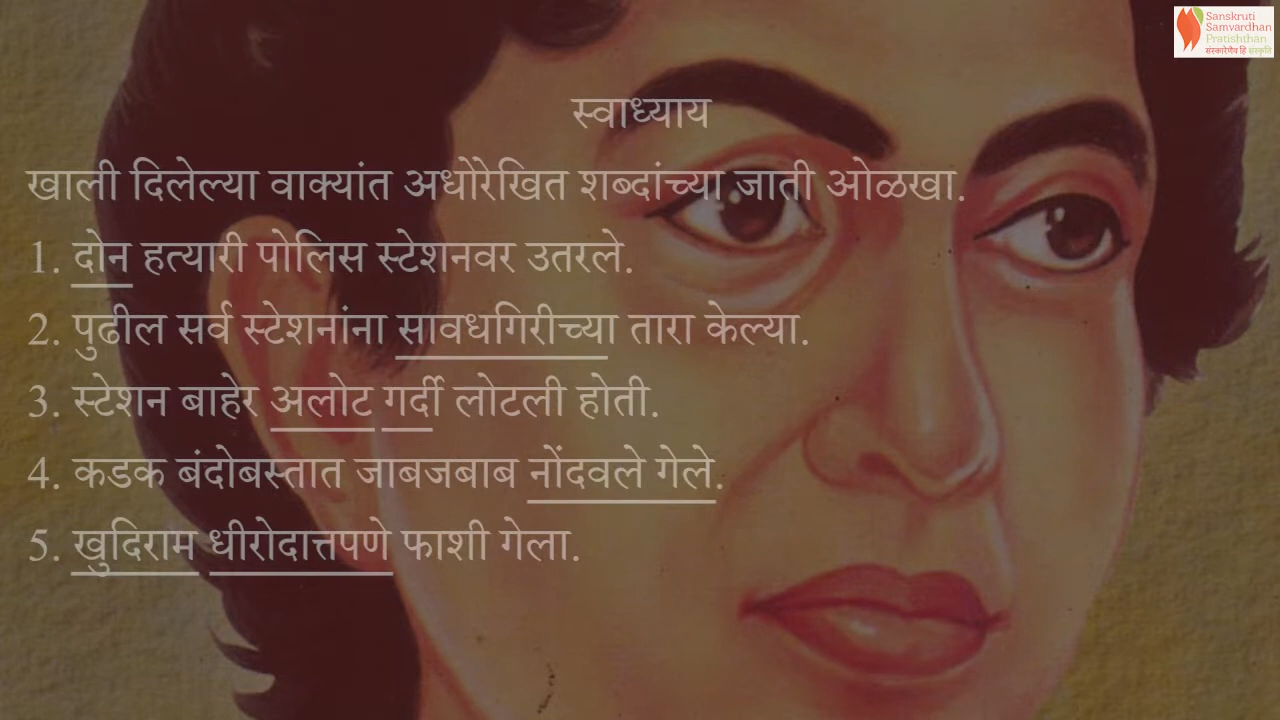 Sanskruti
Samvardhan
Pratishthan
संस्कारेणैव हि संस्कृति
स्वाध्याय
खाली दिलेल्या वाक्यांत अधोरेखित शब्दांच्या जाती ओळखा.
1. दोन हत्यारी पोलिस स्टेशनवर उतरले.
2. पुढील सर्व स्टेशनांना सावधगिरीच्या तारा केल्या.
3. स्टेशन बाहेर अलोट गर्दी लोटली होती.
4. कडक बंदोबस्तात जाबजबाब नोंदवले गेले.
5. खुदिराम धीरोदात्तपणे फाशी गेला.